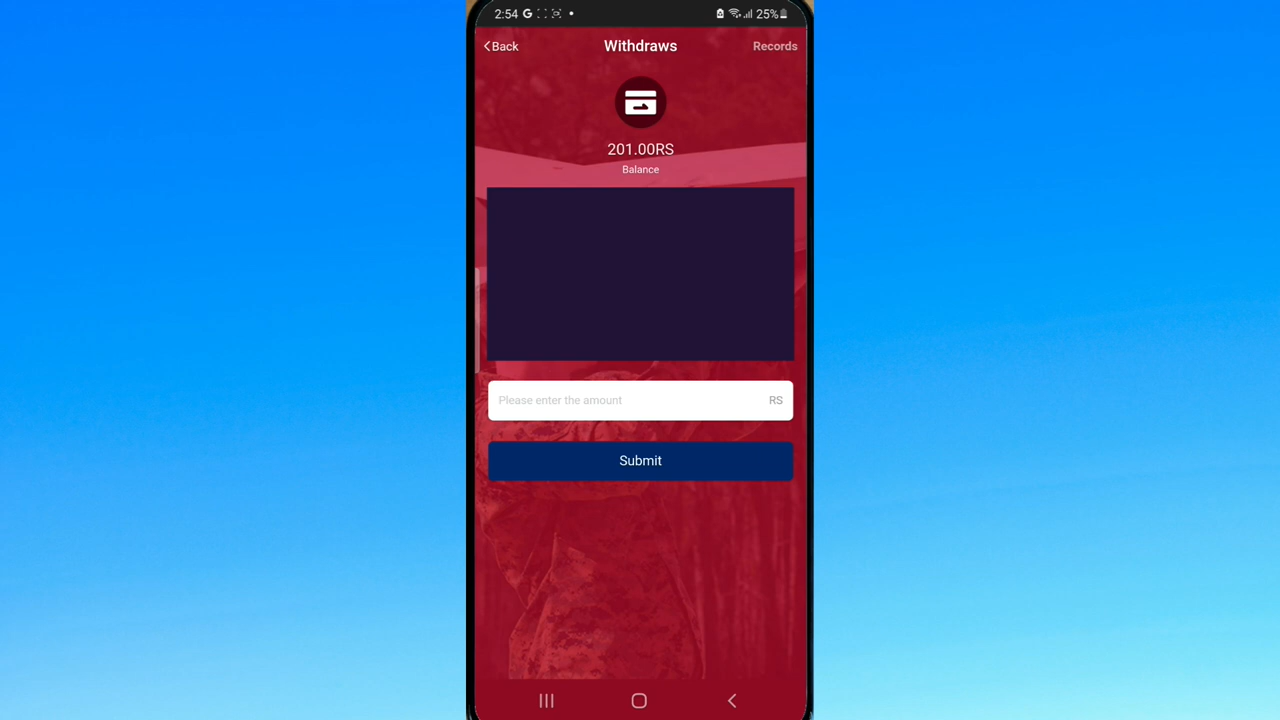 2:54 G 25%
Back Withdraws Records
201.00RS
Balance
Please enter the amount RS
Submit